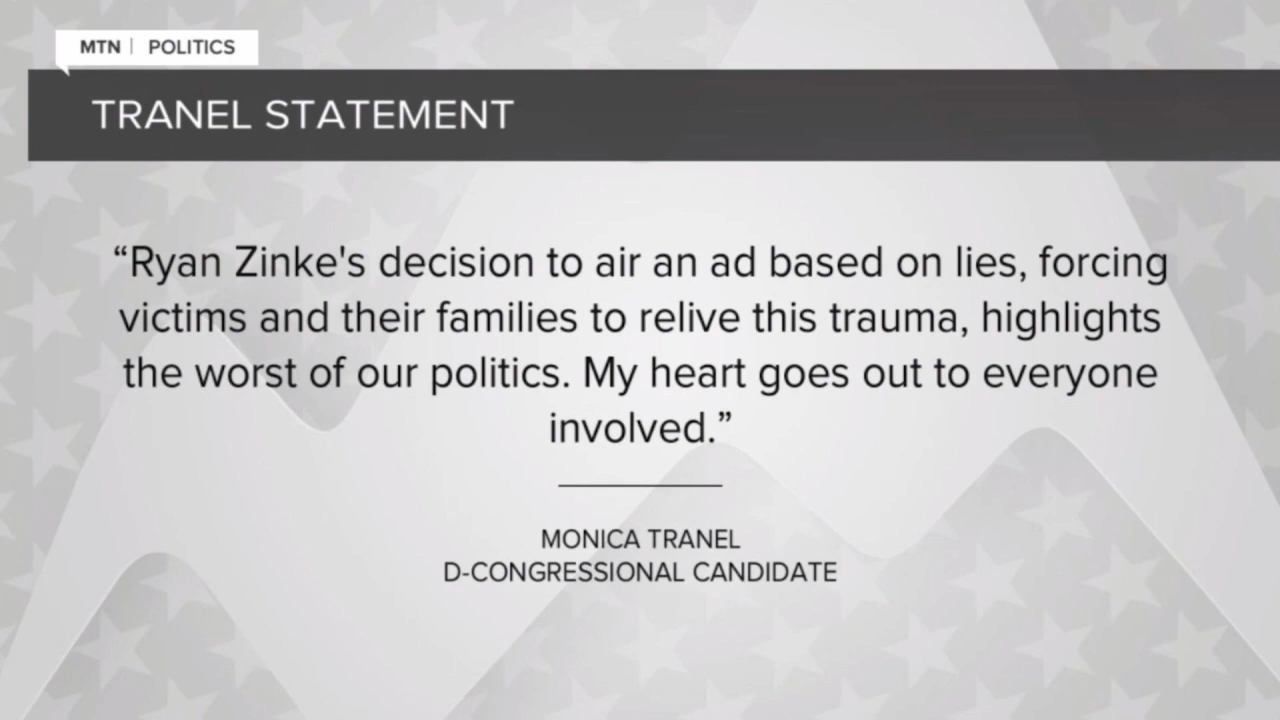 MTN | POLITICS
TRANEL STATEMENT
“Ryan Zinke's decision to air an ad based on lies, forcing
victims and their families to relive this trauma, highlights
the worst of our politics. My heart goes out to everyone
involved.”
MONICA TRANEL
D-CONGRESSIONAL CANDIDATE